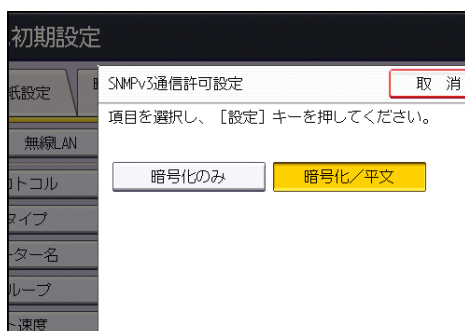 初期設定
紙設定
SNMPv3通信許可設定
取 消
項目を選択し、［設定］キーを押してください。
無線LAN
暗号化のみ
暗号化／平文
トコル
タイプ
ター名
ループ
速度